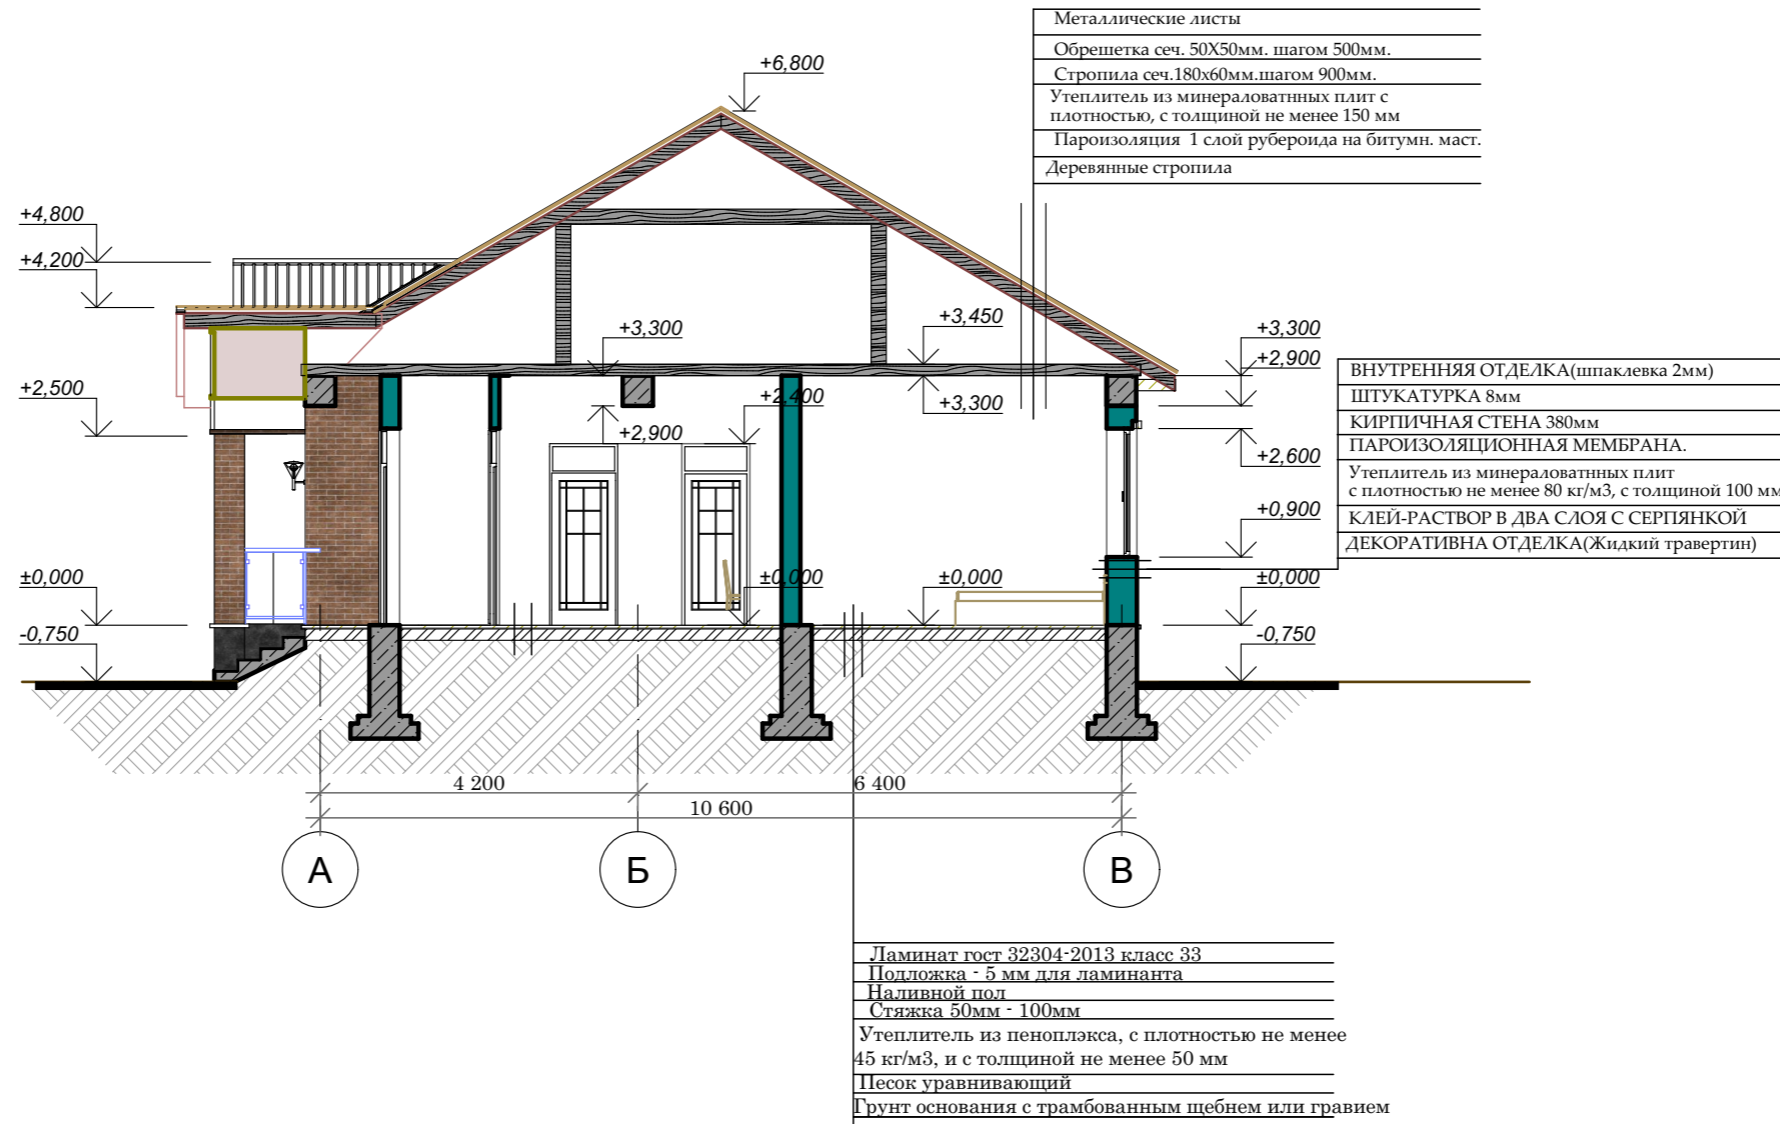 Металлические листы
Обрешетка сеч. 50Х50мм. шагом 500мм.
Стропила сеч.180х60мм.шагом 900мм.
Утеплитель из минераловатнных плит с
плотностью, с толщиной не менее 150 мм
Пароизоляция 1 слой рубероида на битумн. маст.
Деревянные стропила
+6,800
+4,800
+4,200
+2,500
±0,000
-0,750
+3,300
+2,900
+2,400
±0,000
+3,450
+3,300
±0,000
+3,300
+2,900
+2,600
+0,900
±0,000
-0,750
ВНУТРЕННЯЯ ОТДЕЛКА(шпаклевка 2мм)
ШТУКАТУРКА 8мм
КИРПИЧНАЯ СТЕНА 380мм
ПАРОИЗОЛЯЦИОННАЯ МЕМБРАНА.
Утеплитель из минераловатнных плит
с плотностью не менее 80 кг/м3, с толщиной 100 мм
КЛЕЙ-РАСТВОР В ДВА СЛОЯ С СЕРПЯНКОЙ
ДЕКОРАТИВНА ОТДЕЛКА(Жидкий травертин)
4 200
6 400
10 600
А
Б
В
Ламинат гост 32304-2013 класс 33
Подложка - 5 мм для ламинанта
Наливной пол
Стяжка 50мм - 100мм
Утеплитель из пеноплэкса, с плотностью не менее
45 кг/м3, и с толщиной не менее 50 мм
Песок уравнивающий
Грунт основания с трамбованным щебнем или гравием